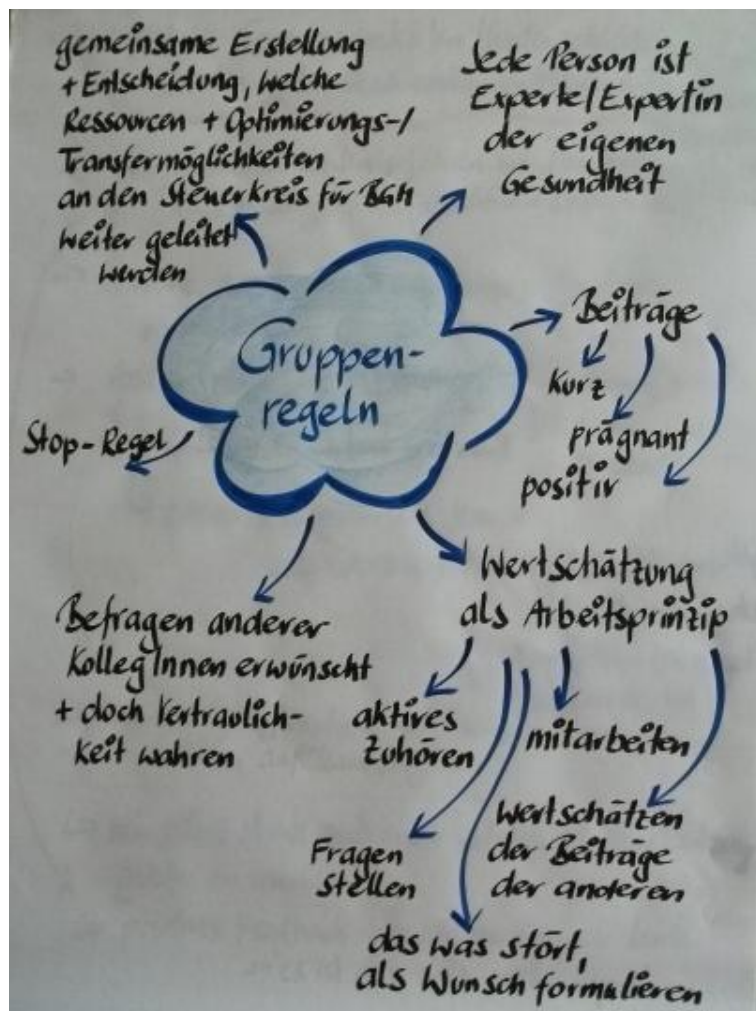 gemeinsame Erstellung
+ Entscheidung, welche
Ressourcen + Optimierungs-/
Transfermöglichkeiten
an den Steuerkreis für BGM
weiter geleitet
werden
Jede Person ist
Experte/Expertin
der eigenen
Gesundheit
Gruppen-
regeln
Beiträge
kurz
prägnant
positiv
Stop-Regel
Wertschätzung
als Arbeitsprinzip
Befragen anderer
KollegInnen erwünscht
+ doch Vertraulich-
keit wahren
aktives
Zuhören
mitarbeiten
Fragen
stellen
Wertschätzen
der Beiträge
der anderen
das was stört,
als Wunsch formulieren